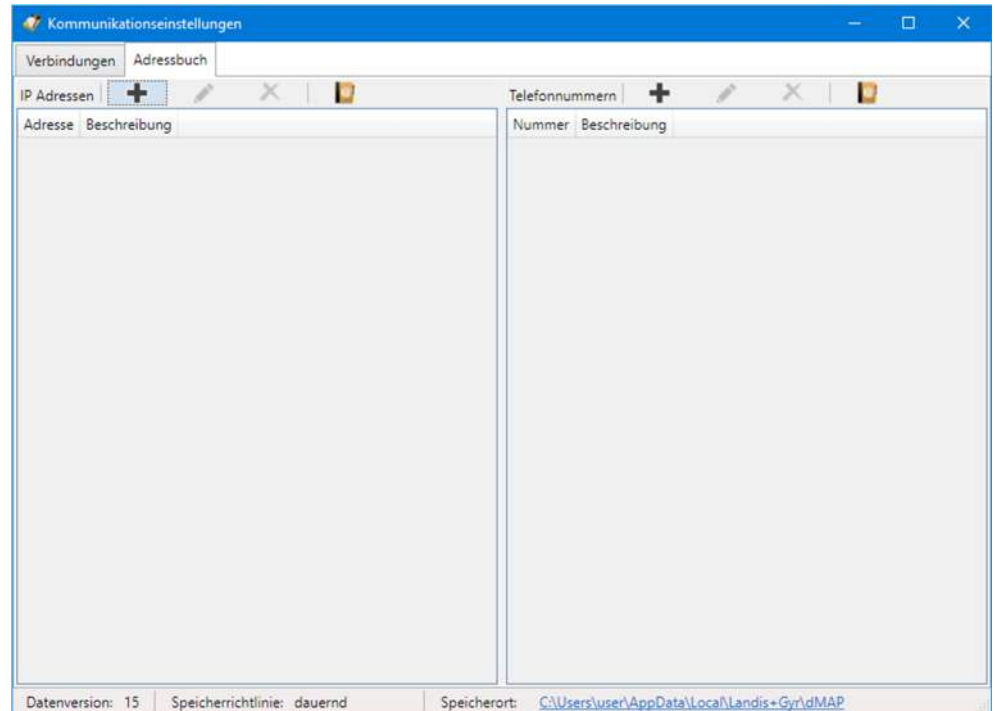 Kommunikationseinstellungen
Verbindungen Adressbuch
IP Adressen Telefonnummern
Adresse Beschreibung Nummer Beschreibung
Datenversion: 15 Speicherrichtlinie: dauernd Speicherort: C:\Users\user\AppData\Local\Landis+Gyr\dMAP